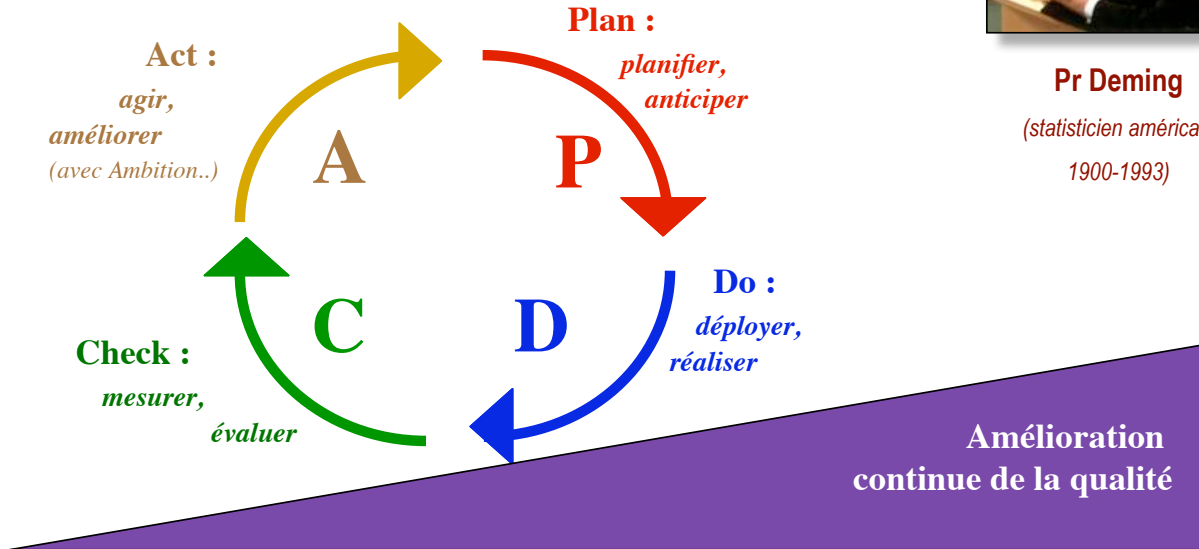 Plan :
planifier,
anticiper
Act :
agir,
améliorer
(avec Ambition..)
A
P
Pr Deming
(statisticien américa
1900-1993)
Do :
déployer,
réaliser
C
D
Check :
mesurer,
évaluer
Amélioration
continue de la qualité